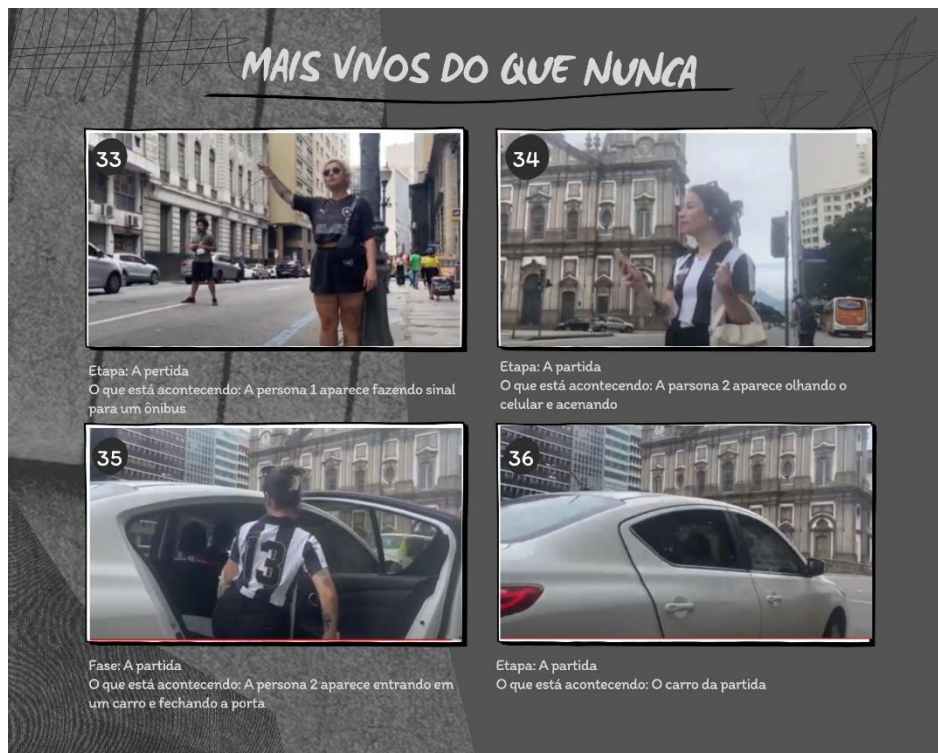 MAIS VIVOS DO QUE NUNCA
33
34
Etapa: A pertida
O que está acontecendo: A persona 1 aparece fazendo sinal
para um ônibus
Etapa: A partida
O que está acontecendo: A parsona 2 aparece olhando o
celular e acenando
35
13
36
Fase: A partida
O que está acontecendo: A persona 2 aparece entrando em
um carro e fechando a porta
Etapa: A partida
O que está acontecendo: O carro da partida